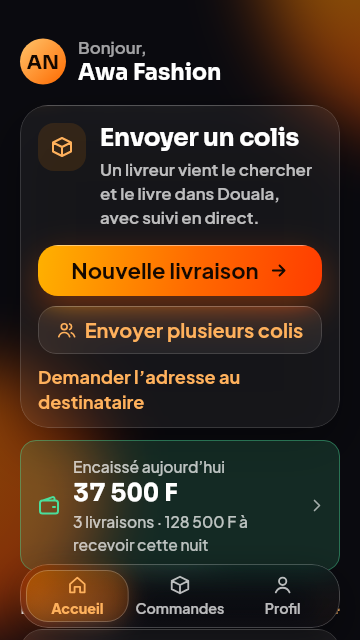 AN
Bonjour,
Awa Fashion
Envoyer un colis
Un livreur vient le chercher
et le livre dans Douala,
avec suivi en direct.
Nouvelle livraison →
Envoyer plusieurs colis
Demander l’adresse au
destinataire
Encaissé aujourd’hui
37 500 F
3 livraisons · 128 500 F à
recevoir cette nuit
Accueil
Commandes
Profil